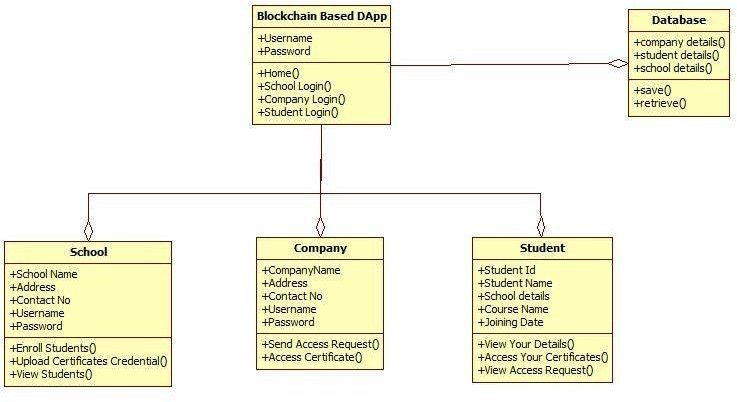 Blockchain Based DApp
+Username
+Password
+Home()
+School Login()
+Company Login()
+Student Login()
Database
+company details()
+student details()
+school details()
+save()
+retrieve()
School
+School Name
+Address
+Contact No
+Username
+Password
+Enroll Students()
+Upload Certificates Credential()
+View Students()
Company
+CompanyName
+Address
+Contact No
+Username
+Password
+Send Access Request()
+Access Certificate()
Student
+Student Id
+Student Name
+School details
+Course Name
+Joining Date
+View Your Details()
+Access Your Certificates()
+View Access Request()